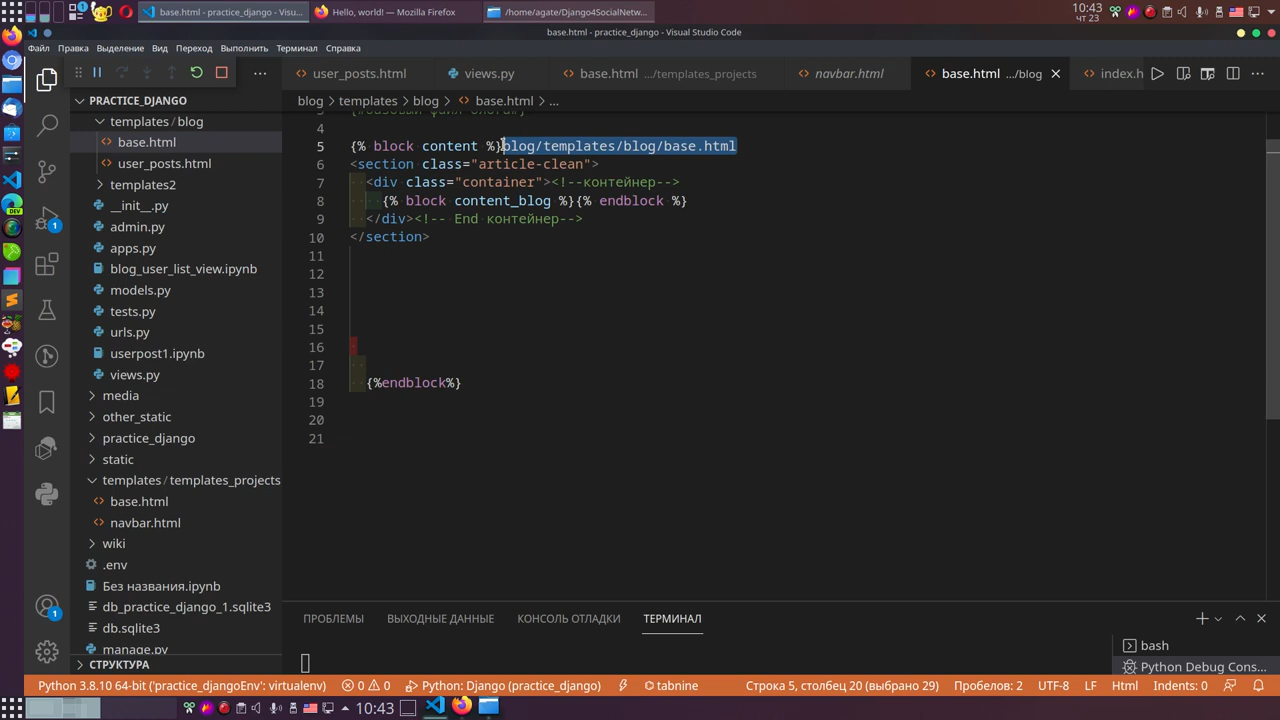 base.html - practice_django - Visu...
Hello, world! — Mozilla Firefox
/home/agate/Django4SocialNetw...
10:43
ЧТ 23
base.html - practice_django - Visual Studio Code
Файл Правка Выделение Вид Переход Выполнить Терминал Справка
user_posts.html
views.py
base.html .../templates_projects
navbar.html
base.html .../blog
index.h
PRACTICE_DJANGO
blog > templates > blog > base.html > ...
templates / blog
base.html
user_posts.html
templates2
__init__.py
admin.py
apps.py
blog_user_list_view.ipynb
models.py
tests.py
urls.py
userpost1.ipynb
views.py
media
other_static
practice_django
static
templates / templates_projects
base.html
navbar.html
wiki
.env
Без названия.ipynb
db_practice_django_1.sqlite3
db.sqlite3
manage.py
СТРУКТУРА
4
5 {% block content %}blog/templates/blog/base.html
6 <section class="article-clean">
7 <div class="container"><!--контейнер-->
8 {% block content_blog %}{% endblock %}
9 </div><!-- End контейнер-->
10 </section>
11
12
13
14
15
16
17
18 {%endblock%}
19
20
21
1
1
DEV
ПРОБЛЕМЫ ВЫХОДНЫЕ ДАННЫЕ КОНСОЛЬ ОТЛАДКИ ТЕРМИНАЛ
bash
Python Debug Cons...
Python 3.8.10 64-bit ('practice_djangoEnv': virtualenv) 0 0 Python: Django (practice_django) tabnine Строка 5, столбец 20 (выбрано 29) Пробелов: 2 UTF-8 LF Html Indents: 0
10:43